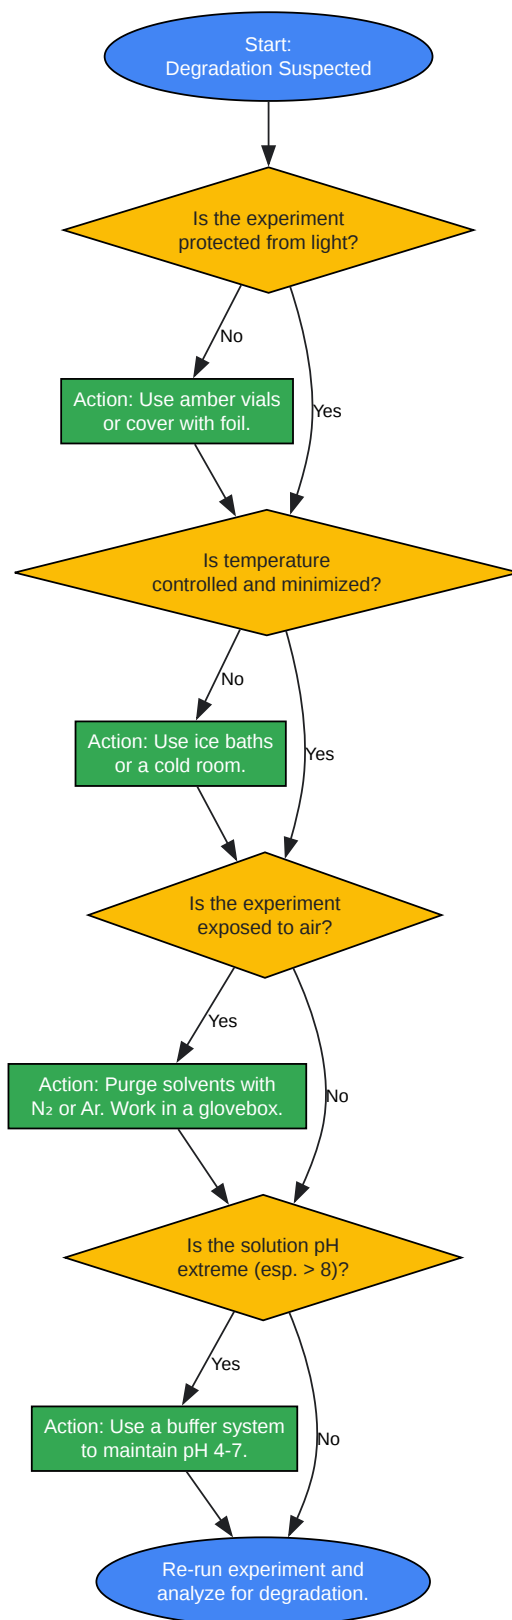 Start:
Degradation Suspected
Is the experiment
protected from light?
No
Action: Use amber vials
or cover with foil.
Yes
Is temperature
controlled and minimized?
No
Action: Use ice baths
or a cold room.
Yes
Is the experiment
exposed to air?
Yes
Action: Purge solvents with
N₂ or Ar. Work in a glovebox.
No
Is the solution pH
extreme (esp. > 8)?
Yes
Action: Use a buffer system
to maintain pH 4-7.
No
Re-run experiment and
analyze for degradation.